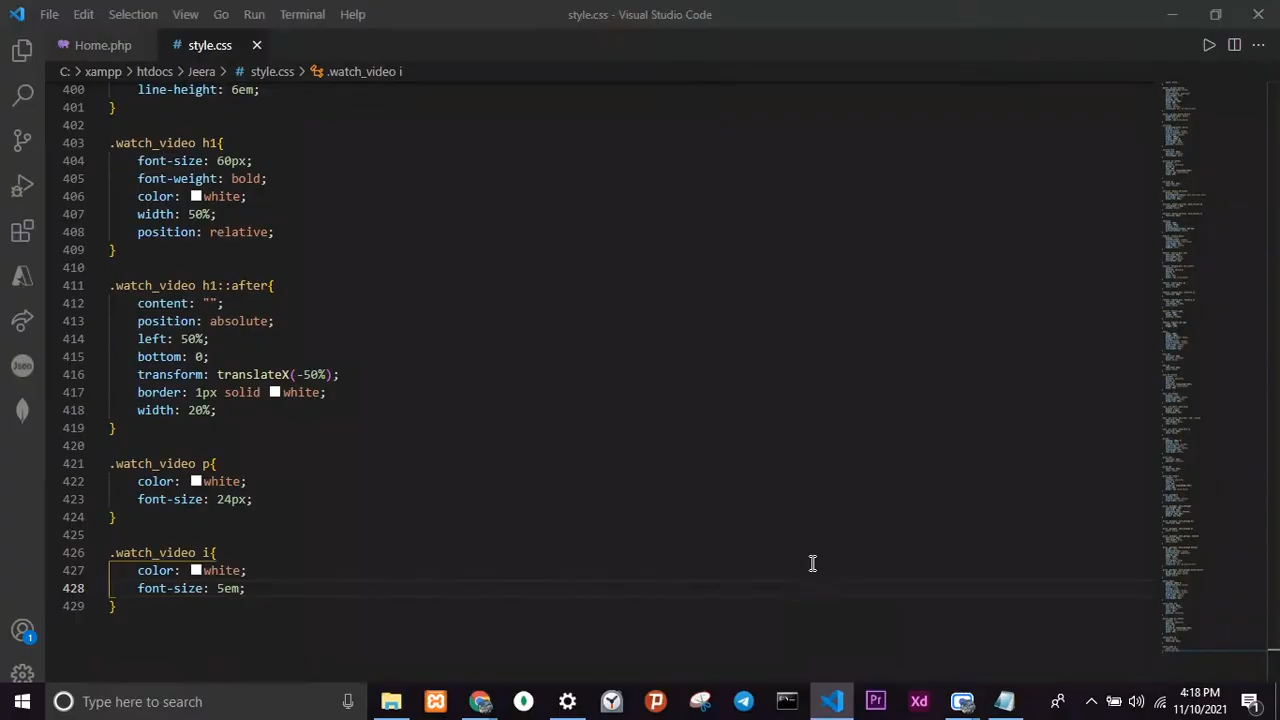 File Edit Selection View Go Run Terminal Help
style.css - Visual Studio Code
Home.php
# style.css
C: > xampp > htdocs > Jeera > # style.css > .watch_video i
400 line-height: 6em;
401 }
402
403 .watch_video h1{
404 font-size: 60px;
405 font-weight: bold;
406 color: white;
407 width: 50%;
408 position: relative;
409 }
410
411 .watch_video h1::after{
412 content: "";
413 position: absolute;
414 left: 50%;
415 bottom: 0;
416 transform: translateX(-50%);
417 border: 1px solid white;
418 width: 20%;
419 }
420
421 .watch_video p{
422 color: white;
423 font-size: 24px;
424 }
425
426 .watch_video i{
427 color: white;
428 font-size: 5em;
429 }
Json
1
Type here to search
Pr
Xd
4:18 PM
11/10/2021
1